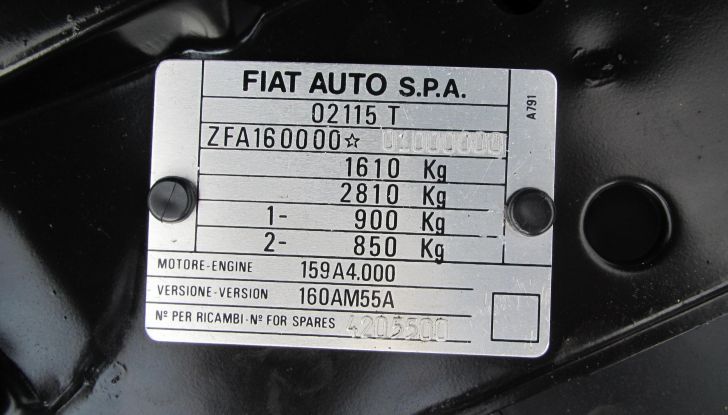 FIAT AUTO S.P.A.
A791
02115 T
ZFA160000☆
1610 Kg
2810 Kg
1- 900 Kg
2- 850 Kg
MOTORE-ENGINE 159A4.000
VERSIONE-VERSION 160AM55A
Nº PER RICAMBI-Nº FOR SPARES 4205500